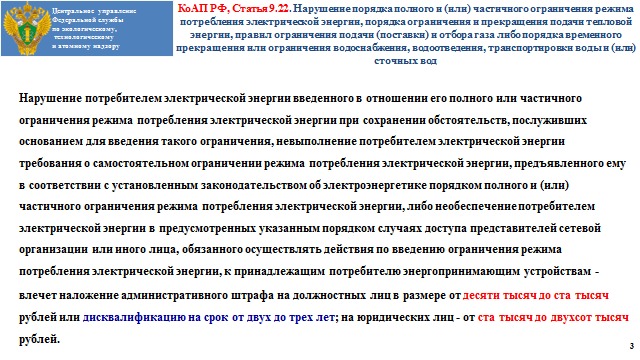 Центральное управление
Федеральной службы
по экологическому,
технологическому
и атомному надзору
КоАП РФ, Статья 9.22. Нарушение порядка полного и (или) частичного ограничения режима
потребления электрической энергии, порядка ограничения и прекращения подачи тепловой
энергии, правил ограничения подачи (поставки) и отбора газа либо порядка временного
прекращения или ограничения водоснабжения, водоотведения, транспортировки воды и (или)
сточных вод
Нарушение потребителем электрической энергии введенного в отношении его полного или частичного
ограничения режима потребления электрической энергии при сохранении обстоятельств, послуживших
основанием для введения такого ограничения, невыполнение потребителем электрической энергии
требования о самостоятельном ограничении режима потребления электрической энергии, предъявленного ему
в соответствии с установленным законодательством об электроэнергетике порядком полного и (или)
частичного ограничения режима потребления электрической энергии, либо необеспечение потребителем
электрической энергии в предусмотренных указанным порядком случаях доступа представителей сетевой
организации или иного лица, обязанного осуществлять действия по введению ограничения режима
потребления электрической энергии, к принадлежащим потребителю энергопринимающим устройствам -
влечет наложение административного штрафа на должностных лиц в размере от десяти тысяч до ста тысяч
рублей или дисквалификацию на срок от двух до трех лет; на юридических лиц - от ста тысяч до двухсот тысяч
рублей.
3